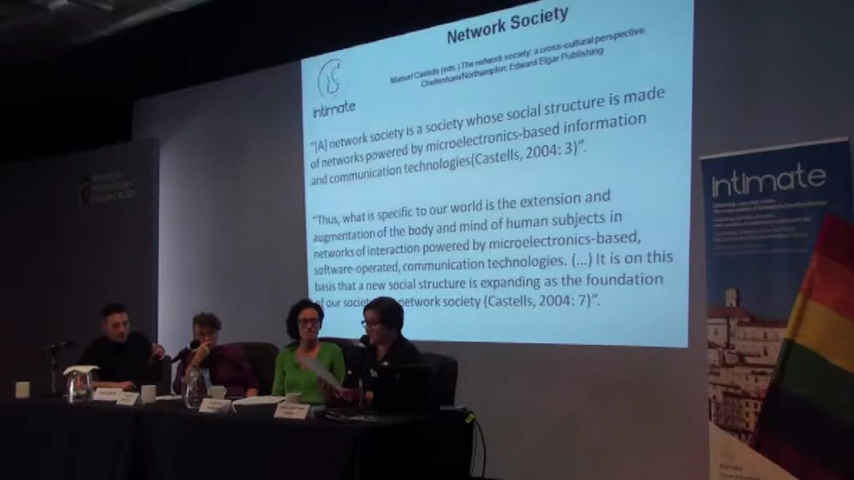 Network Society
Manuel Castells (eds.) The network society: a cross-cultural perspective.
Cheltenham/Northampton: Edward Elgar Publishing
intimate
"[A] network society is a society whose social structure is made
of networks powered by microelectronics-based information
and communication technologies(Castells, 2004: 3)".
"Thus, what is specific to our world is the extension and
augmentation of the body and mind of human subjects in
networks of interaction powered by microelectronics-based,
software-operated, communication technologies. (...) It is on this
basis that a new social structure is expanding as the foundation
of our network society (Castells, 2004: 7)".
intimate